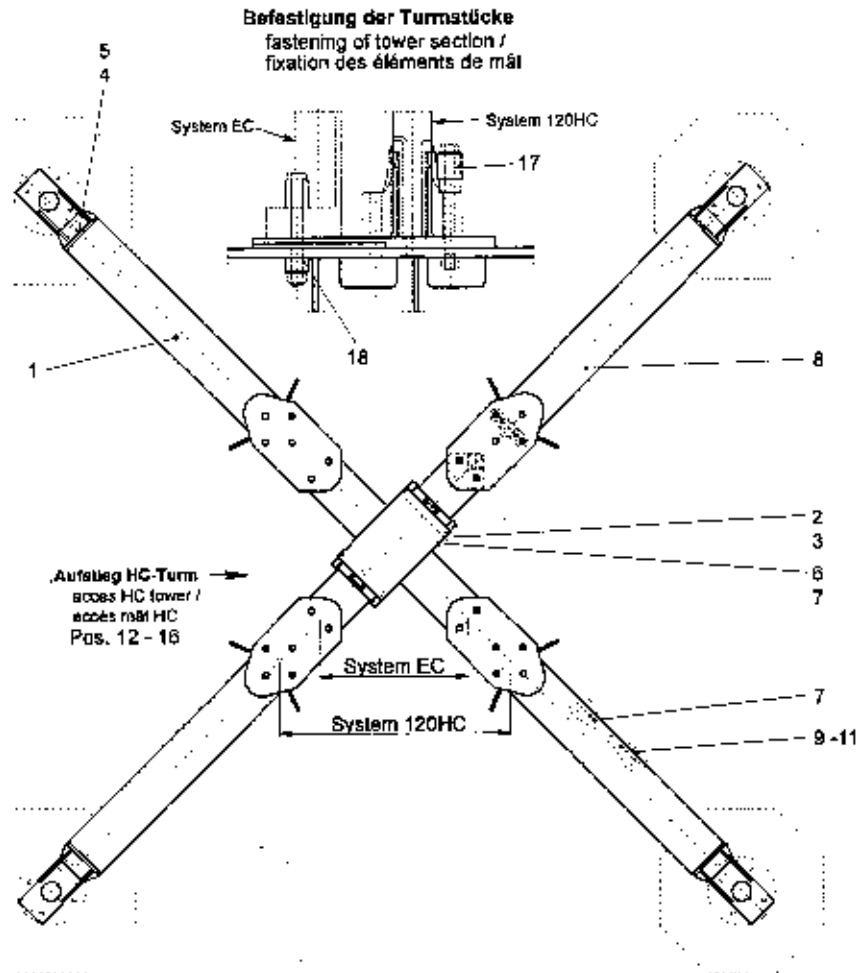 Befestigung der Turmstücke
fastening of tower section /
fixation des éléments de mât
5
4
System EC
System 120HC
17
18
1
8
2
3
6
7
Aufstieg HC-Turm
acces HC tower /
accès mât HC
Pos. 12 - 16
System EC
System 120HC
7
9 -11